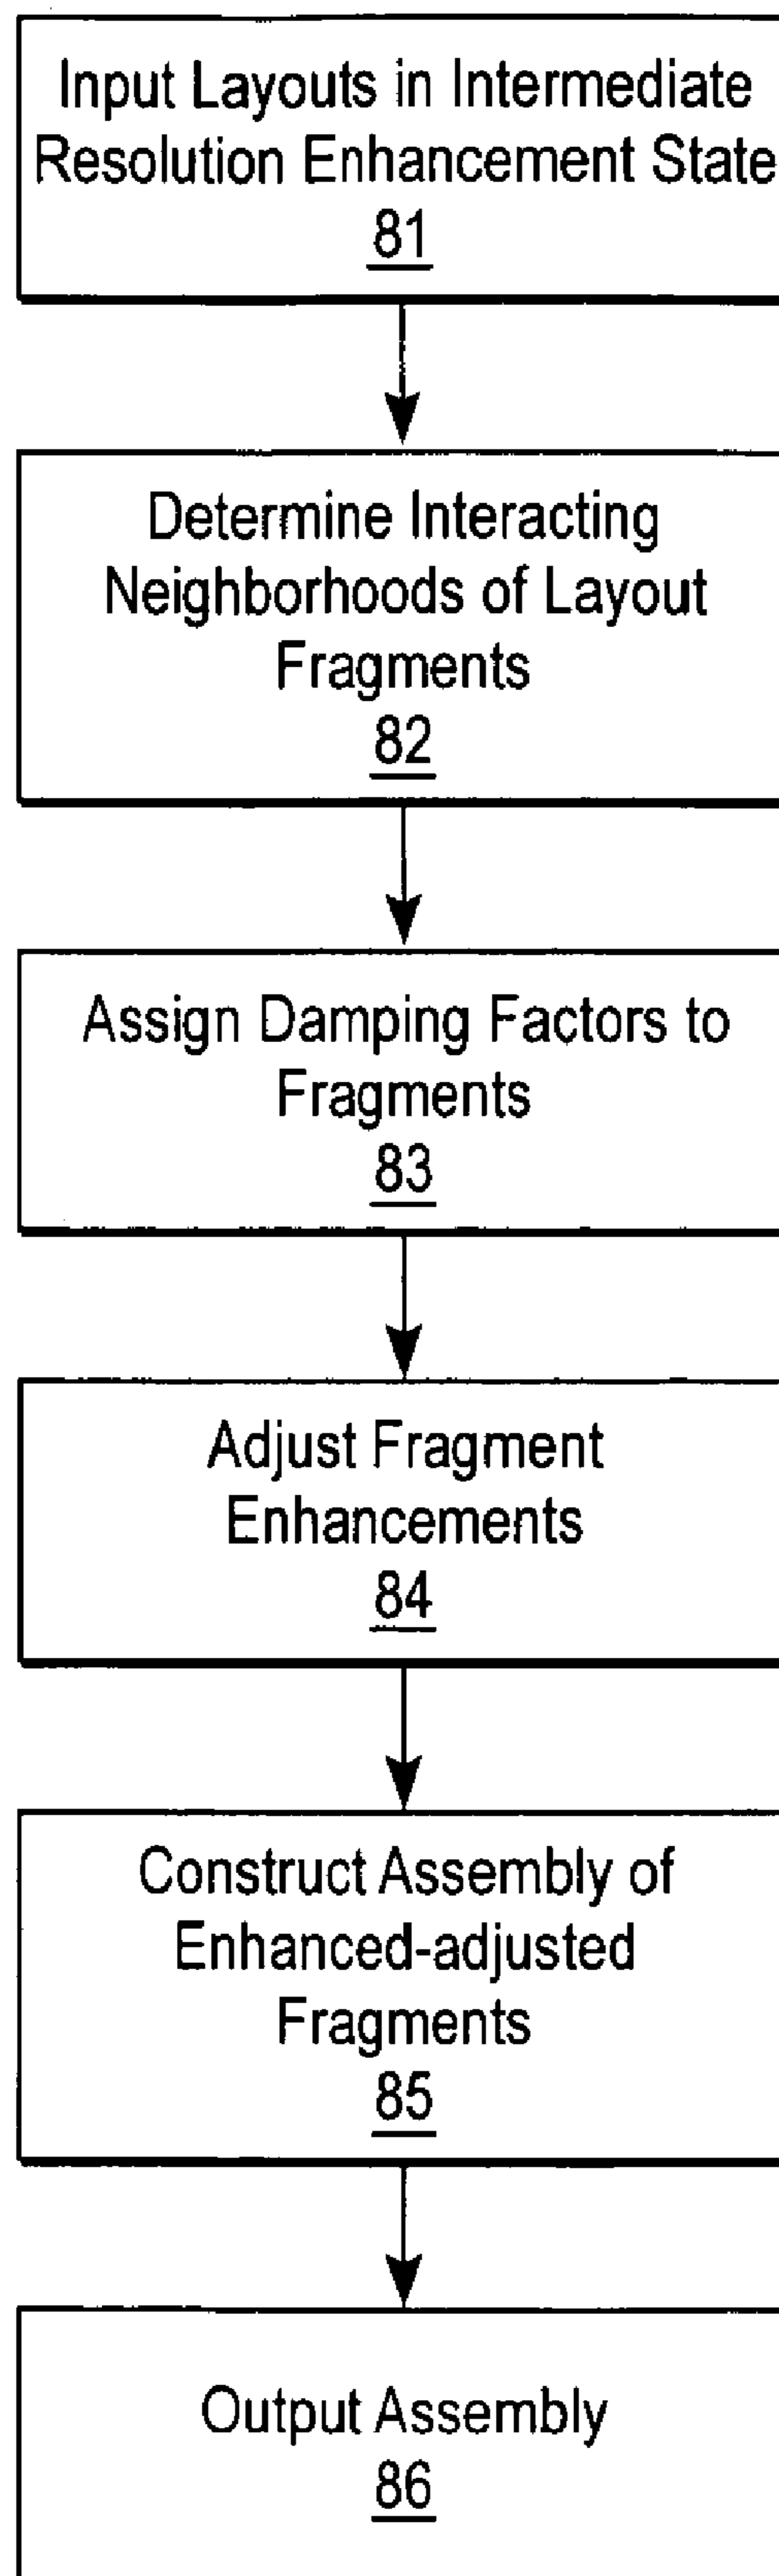 Input Layouts in Intermediate
Resolution Enhancement State
81
Determine Interacting
Neighborhoods of Layout
Fragments
82
Assign Damping Factors to
Fragments
83
Adjust Fragment
Enhancements
84
Construct Assembly of
Enhanced-adjusted
Fragments
85
Output Assembly
86